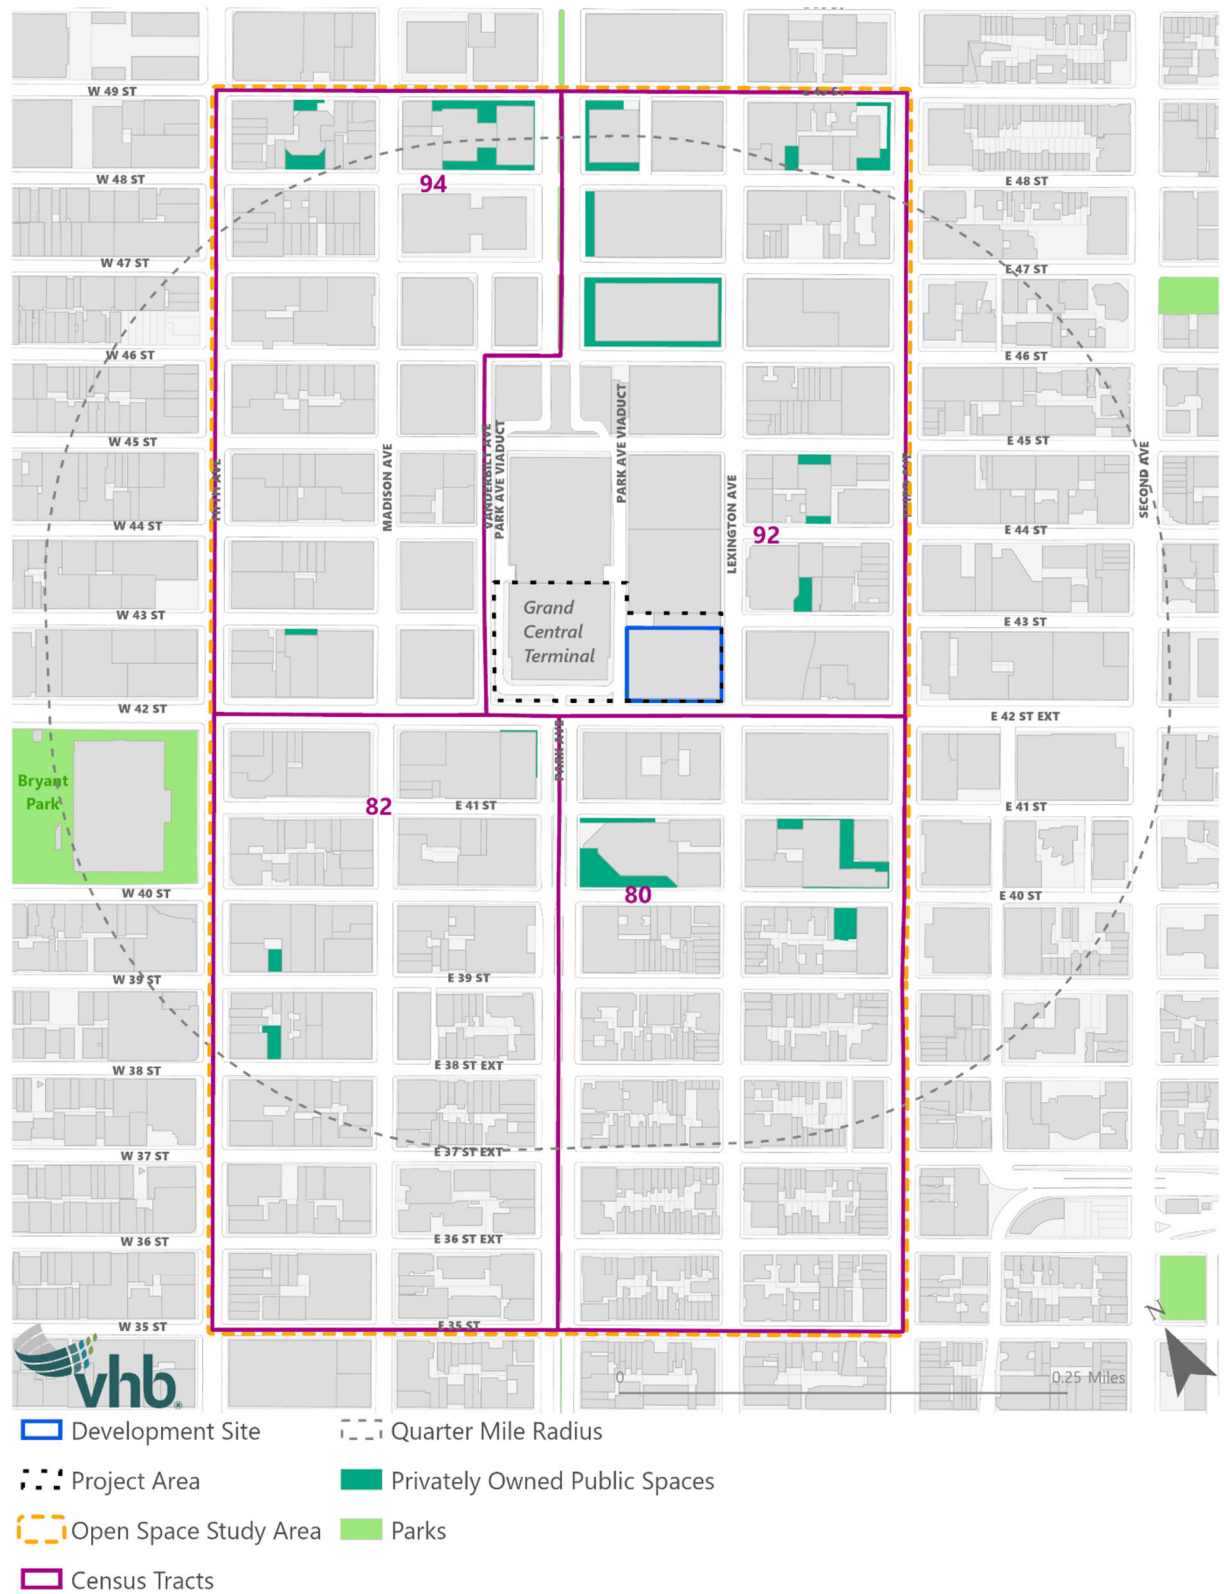 W 49 ST
W 48 ST
94
E 48 ST
W 47 ST
E 47 ST
W 46 ST
E 46 ST
W 45 ST
E 45 ST
MADISON AVE
VANDERBILT AVE
PARK AVE VIADUCT
PARK AVE VIADUCT
LEXINGTON AVE
SECOND AVE
W 44 ST
E 44 ST
92
W 43 ST
E 43 ST
Grand
Central
Terminal
W 42 ST
E 42 ST EXT
PARK AVE
Bryant
Park
82
E 41 ST
E 41 ST
W 40 ST
80
E 40 ST
W 39 ST
E 39 ST
W 38 ST
E 38 ST EXT
W 37 ST
E 37 ST EXT
W 36 ST
E 36 ST EXT
W 35 ST
E 35 ST
N
vhb
0
0.25 Miles
Development Site
Quarter Mile Radius
Project Area
Privately Owned Public Spaces
Open Space Study Area
Parks
Census Tracts